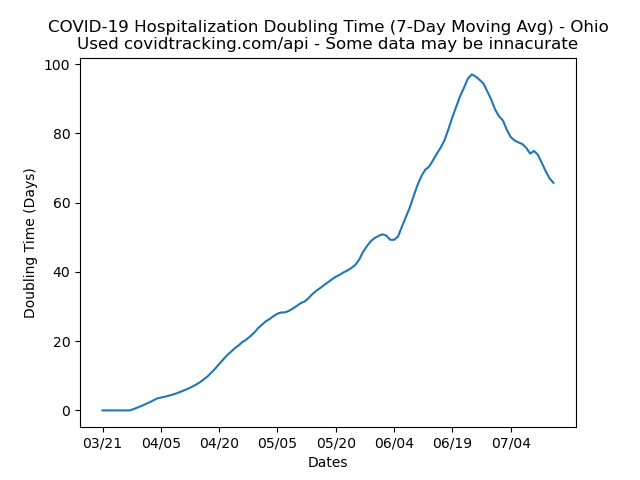 COVID-19 Hospitalization Doubling Time (7-Day Moving Avg) - Ohio
Used covidtracking.com/api - Some data may be innacurate
100
80
60
40
20
0
Doubling Time (Days)
03/21 04/05 04/20 05/05 05/20 06/04 06/19 07/04
Dates